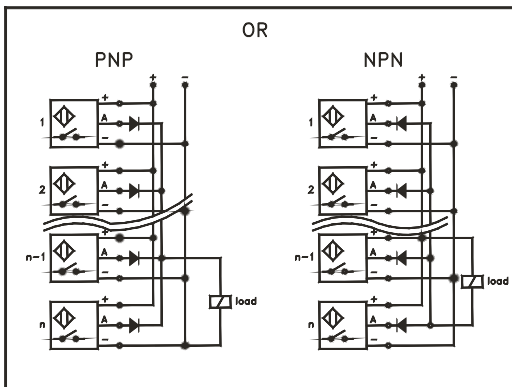 OR
PNP
NPN
+ -
+ -
1 + A -
1 + A -
2 + A -
2 + A -
n-1 + A -
n-1 + A -
load
load
n + A -
n + A -